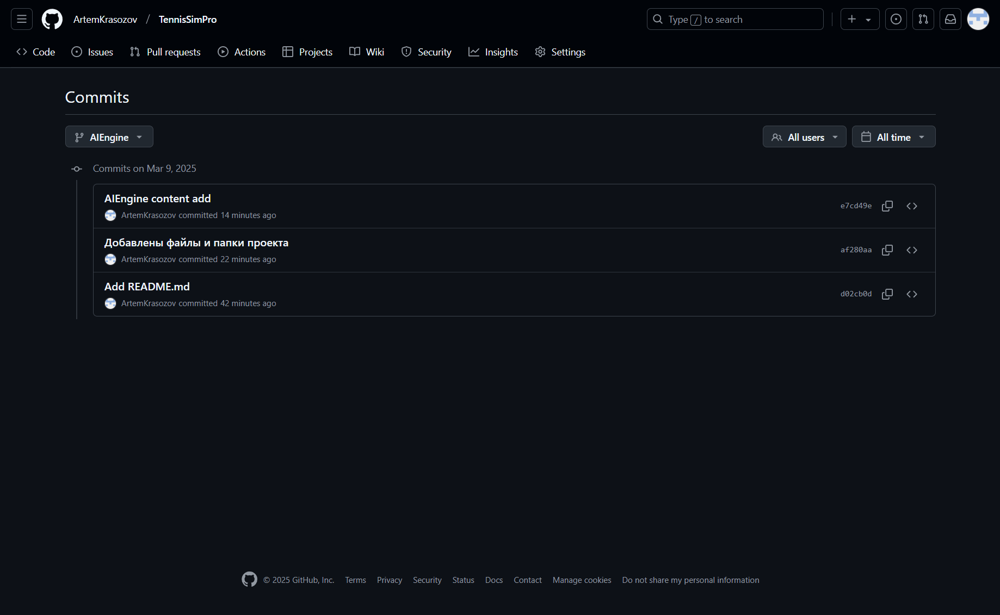 ArtemKrasozov / TennisSimPro
Type / to search
Code Issues Pull requests Actions Projects Wiki Security Insights Settings
Commits
AIEngine
All users All time
Commits on Mar 9, 2025
AIEngine content add
ArtemKrasozov committed 14 minutes ago
e7cd49e
Добавлены файлы и папки проекта
ArtemKrasozov committed 22 minutes ago
af280aa
Add README.md
ArtemKrasozov committed 42 minutes ago
d02cb0d
© 2025 GitHub, Inc. Terms Privacy Security Status Docs Contact Manage cookies Do not share my personal information